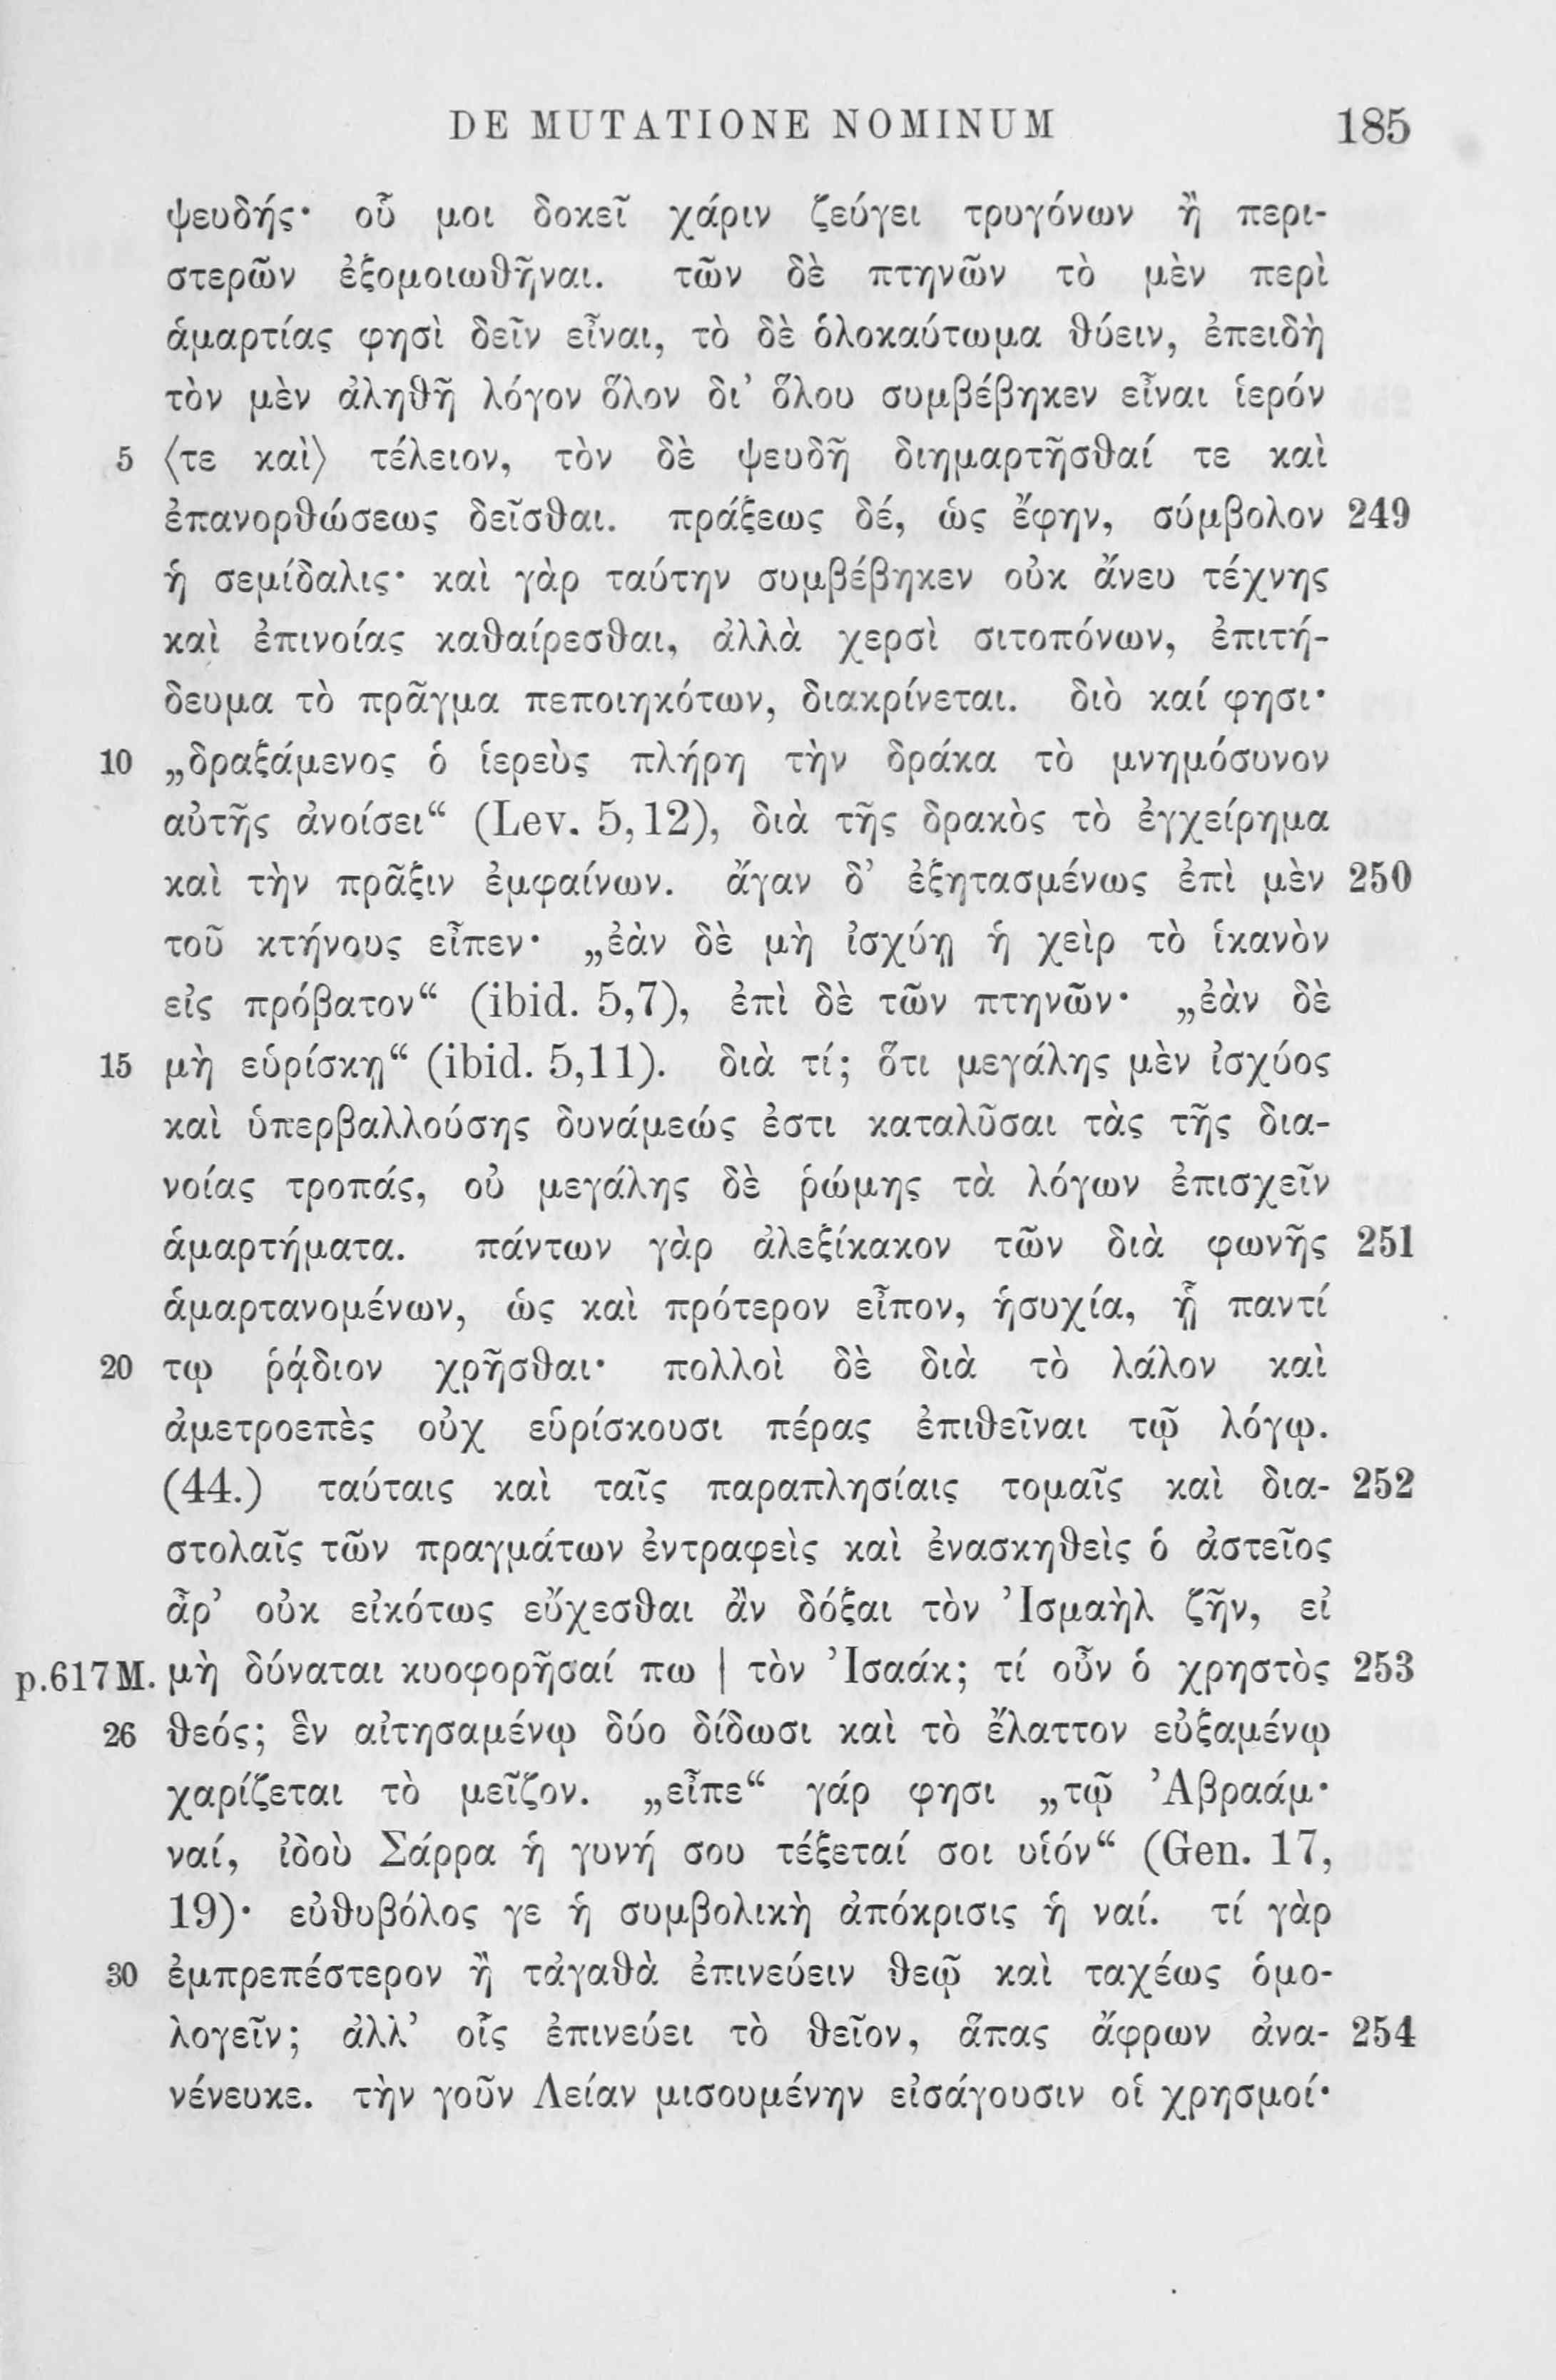 DE MUTATIONE NOMINUM 185
ψευδής· οὗ μοι δοκεῖ χάριν ζεύγει τρυγόνων ἢ περι-
στερῶν ἐξομοιωθῆναι. τῶν δὲ πτηνῶν τὸ μὲν περὶ
ἁμαρτίας φησὶ δεῖν εἶναι, τὸ δὲ ὁλοκαύτωμα θύειν, ἐπειδὴ
τὸν μὲν ἀληθῆ λόγον ὅλον δι’ ὅλου συμβέβηκεν εἶναι ἱερόν
5 ⟨τε καὶ⟩ τέλειον, τὸν δὲ ψευδῆ διημαρτῆσθαί τε καὶ
ἐπανορθώσεως δεῖσθαι. πράξεως δέ, ὡς ἔφην, σύμβολον 249
ἡ σεμίδαλις· καὶ γὰρ ταύτην συμβέβηκεν οὐκ ἄνευ τέχνης
καὶ ἐπινοίας καθαίρεσθαι, ἀλλὰ χερσὶ σιτοπόνων, ἐπιτή-
δευμα τὸ πρᾶγμα πεποιηκότων, διακρίνεται. διὸ καί φησι·
10 „δραξάμενος ὁ ἱερεὺς πλήρη τὴν δράκα τὸ μνημόσυνον
αὐτῆς ἀνοίσει“ (Lev. 5,12), διὰ τῆς δρακὸς τὸ ἐγχείρημα
καὶ τὴν πρᾶξιν ἐμφαίνων. ἄγαν δ’ ἐξητασμένως ἐπὶ μὲν 250
τοῦ κτήνους εἶπεν· „ἐὰν δὲ μὴ ἰσχύῃ ἡ χεὶρ τὸ ἱκανὸν
εἰς πρόβατον“ (ibid. 5,7), ἐπὶ δὲ τῶν πτηνῶν· „ἐὰν δὲ
15 μὴ εὑρίσκῃ“ (ibid. 5,11). διὰ τί; ὅτι μεγάλης μὲν ἰσχύος
καὶ ὑπερβαλλούσης δυνάμεώς ἐστι καταλῦσαι τὰς τῆς δια-
νοίας τροπάς, οὐ μεγάλης δὲ ῥώμης τὰ λόγων ἐπισχεῖν
ἁμαρτήματα. πάντων γὰρ ἀλεξίκακον τῶν διὰ φωνῆς 251
ἁμαρτανομένων, ὡς καὶ πρότερον εἶπον, ἡσυχία, ᾗ παντί
20 τῳ ῥᾴδιον χρῆσθαι· πολλοὶ δὲ διὰ τὸ λάλον καὶ
ἀμετροεπὲς οὐχ εὑρίσκουσι πέρας ἐπιθεῖναι τῷ λόγῳ.
(44.) ταύταις καὶ ταῖς παραπλησίαις τομαῖς καὶ δια- 252
στολαῖς τῶν πραγμάτων ἐντραφεὶς καὶ ἐνασκηθεὶς ὁ ἀστεῖος
ἆρ’ οὐκ εἰκότως εὔχεσθαι ἂν δόξαι τὸν Ἰσμαὴλ ζῆν, εἰ
p.617 M. μὴ δύναται κυοφορῆσαί πω | τὸν Ἰσαάκ; τί οὖν ὁ χρηστὸς 253
26 θεός; ἓν αἰτησαμένῳ δύο δίδωσι καὶ τὸ ἔλαττον εὐξαμένῳ
χαρίζεται τὸ μεῖζον. „εἶπε“ γάρ φησι „τῷ Ἀβραάμ·
ναί, ἰδοὺ Σάρρα ἡ γυνή σου τέξεταί σοι υἱόν“ (Gen. 17,
19)· εὐθυβόλος γε ἡ συμβολικὴ ἀπόκρισις ἡ ναί. τί γὰρ
30 ἐμπρεπέστερον ἢ τἀγαθὰ ἐπινεύειν θεῷ καὶ ταχέως ὁμο-
λογεῖν; ἀλλ’ οἷς ἐπινεύει τὸ θεῖον, ἅπας ἄφρων ἀνα- 254
νένευκε. τὴν γοῦν Λείαν μισουμένην εἰσάγουσιν οἱ χρησμοί·